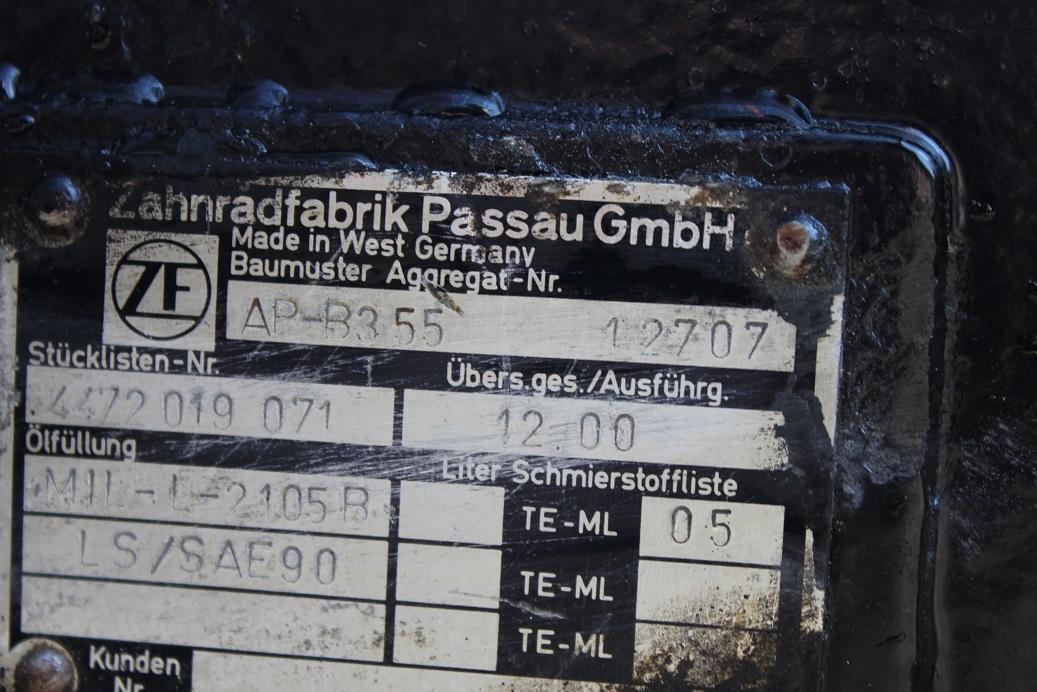 Zahnradfabrik Passau GmbH
ZF
Made in West Germany
Baumuster Aggregat-Nr.
AP-B355 12707
Stücklisten-Nr.
Übers.ges./Ausführg.
4472 019 071
12.00
Ölfüllung
Liter Schmierstoffliste
MIL-L-2105B TE-ML 05
LS/SAE90 TE-ML
TE-ML
Kunden
Nr.